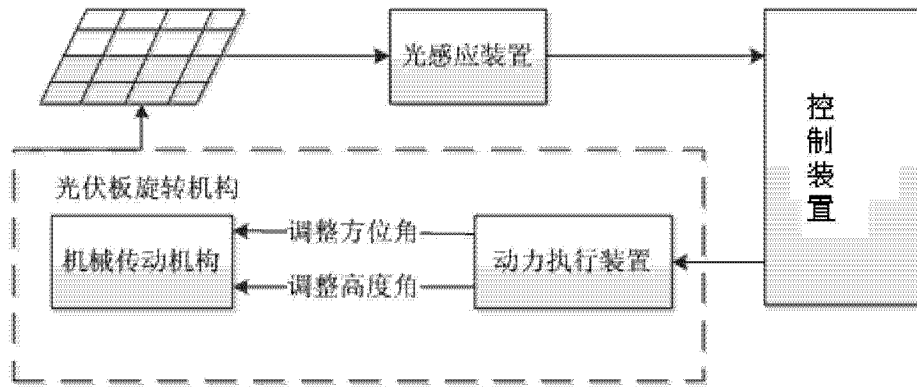 光感应装置
控制装置
光伏板旋转机构
调整方位角
机械传动机构
动力执行装置
调整高度角